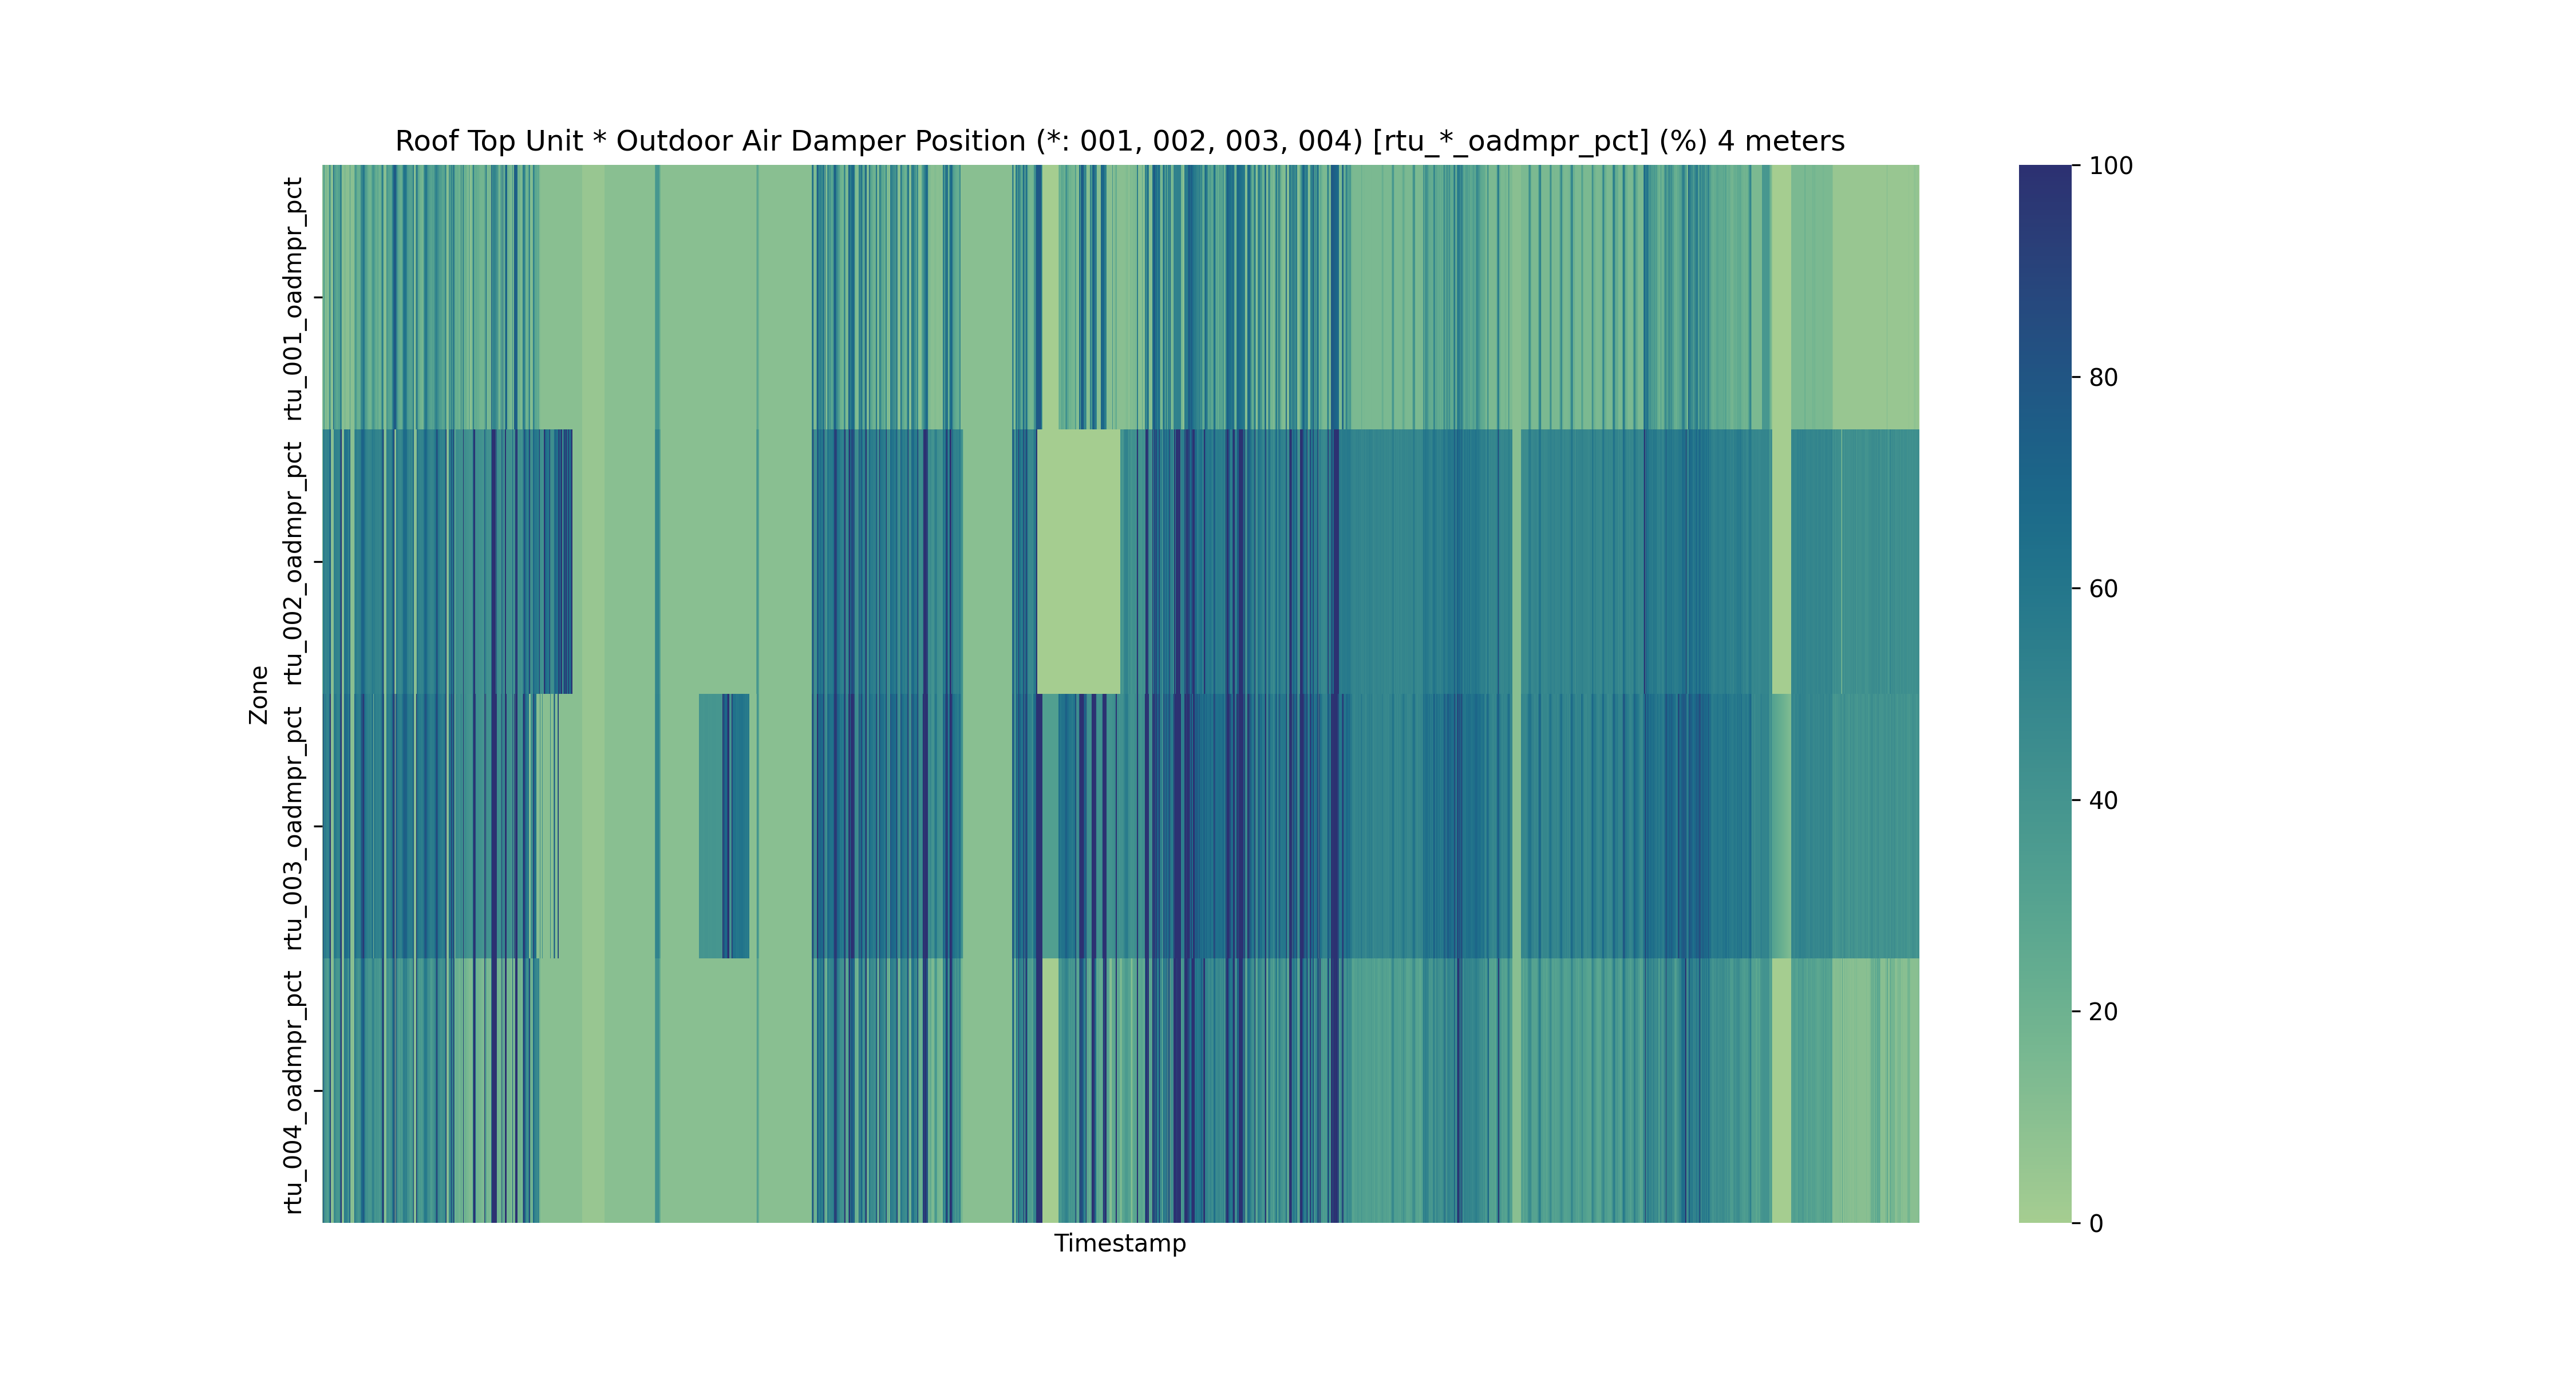 Roof Top Unit * Outdoor Air Damper Position (*: 001, 002, 003, 004) [rtu_*_oadmpr_pct] (%) 4 meters
Zone
rtu_001_oadmpr_pct
rtu_002_oadmpr_pct
rtu_003_oadmpr_pct
rtu_004_oadmpr_pct
Timestamp
100
80
60
40
20
0